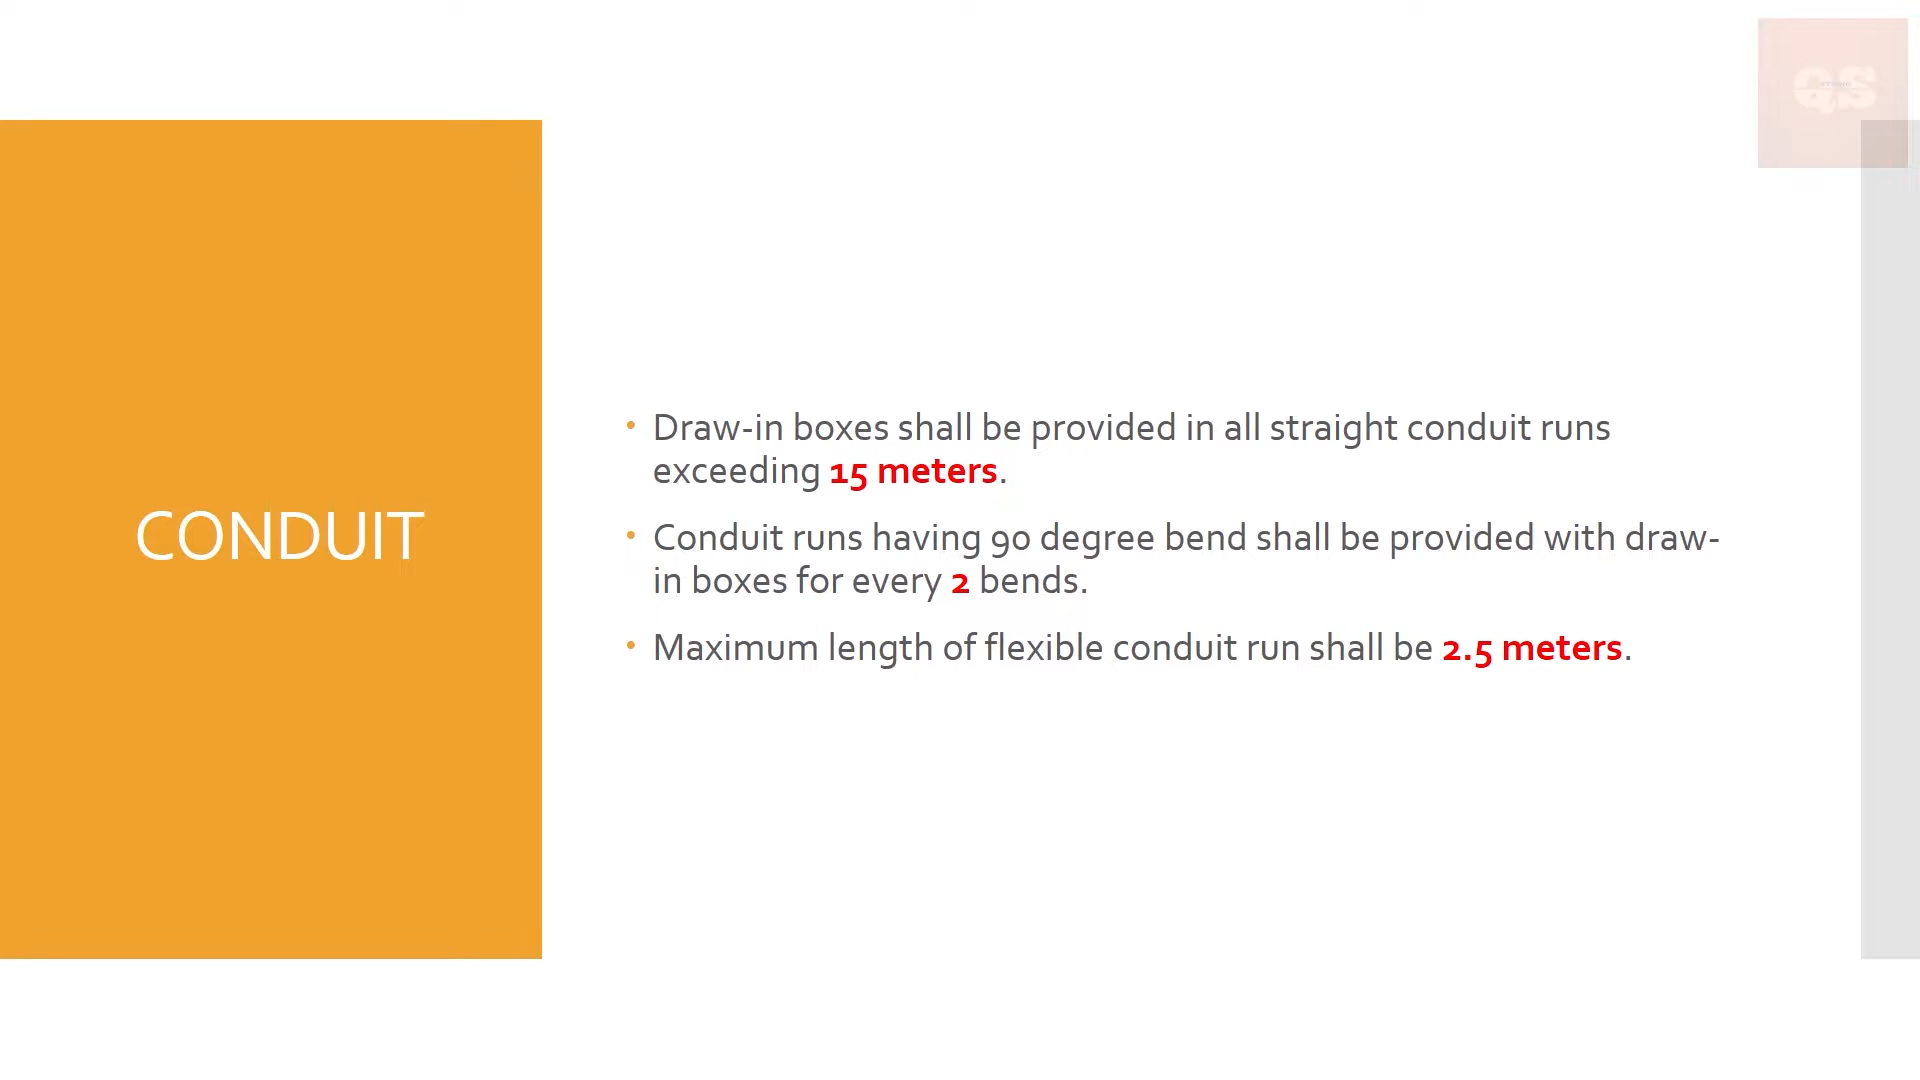 QS
CONDUIT
• Draw-in boxes shall be provided in all straight conduit runs
exceeding 15 meters.
• Conduit runs having 90 degree bend shall be provided with draw-
in boxes for every 2 bends.
• Maximum length of flexible conduit run shall be 2.5 meters.